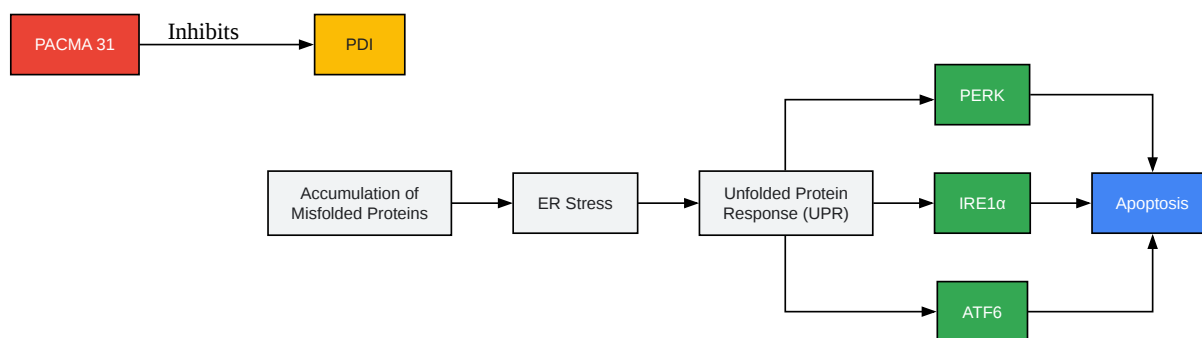 PACMA 31
Inhibits
PDI
PERK
Accumulation of
Misfolded Proteins
ER Stress
Unfolded Protein
Response (UPR)
IRE1α
Apoptosis
ATF6